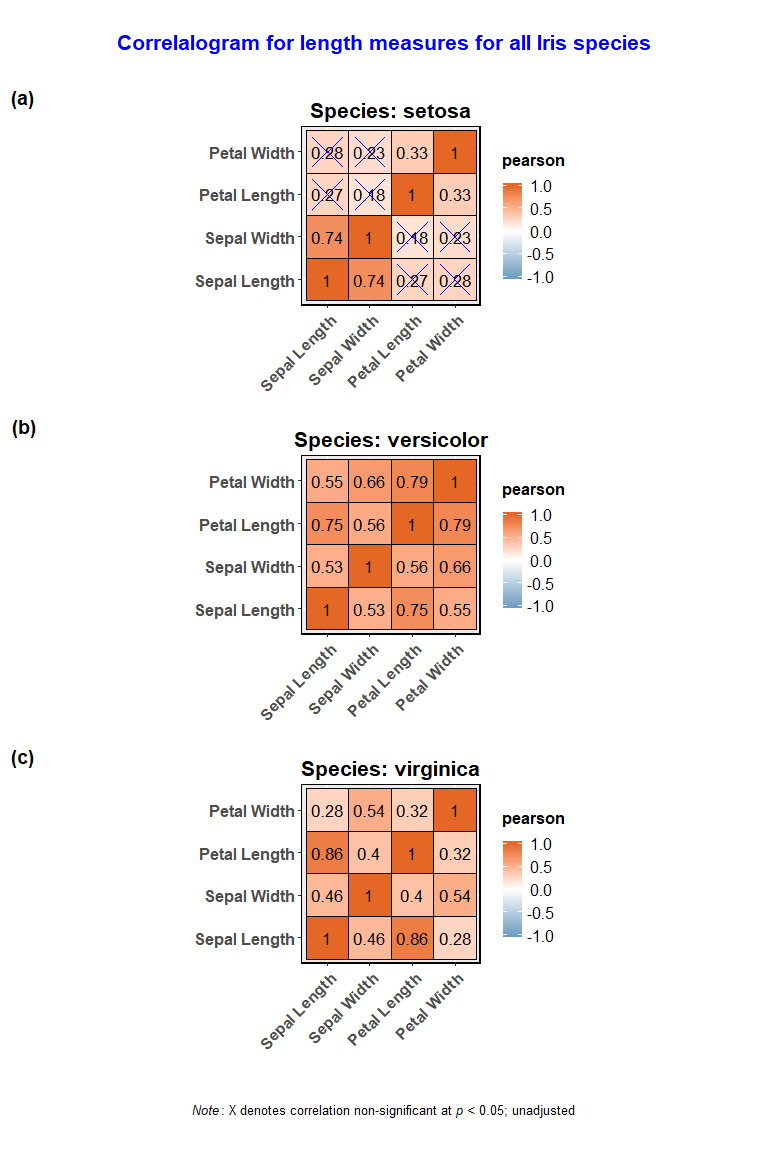 Correlalogram for length measures for all Iris species
(a)
Species: setosa
Petal Width 0.28 0.23 0.33 1
Petal Length 0.27 0.18 1 0.33
Sepal Width 0.74 1 0.18 0.23
Sepal Length 1 0.74 0.27 0.28
Sepal Length
Sepal Width
Petal Length
Petal Width
pearson
1.0
0.5
0.0
-0.5
-1.0
(b)
Species: versicolor
Petal Width 0.55 0.66 0.79 1
Petal Length 0.75 0.56 1 0.79
Sepal Width 0.53 1 0.56 0.66
Sepal Length 1 0.53 0.75 0.55
Sepal Length
Sepal Width
Petal Length
Petal Width
pearson
1.0
0.5
0.0
-0.5
-1.0
(c)
Species: virginica
Petal Width 0.28 0.54 0.32 1
Petal Length 0.86 0.4 1 0.32
Sepal Width 0.46 1 0.4 0.54
Sepal Length 1 0.46 0.86 0.28
Sepal Length
Sepal Width
Petal Length
Petal Width
pearson
1.0
0.5
0.0
-0.5
-1.0
Note: X denotes correlation non-significant at p < 0.05; unadjusted